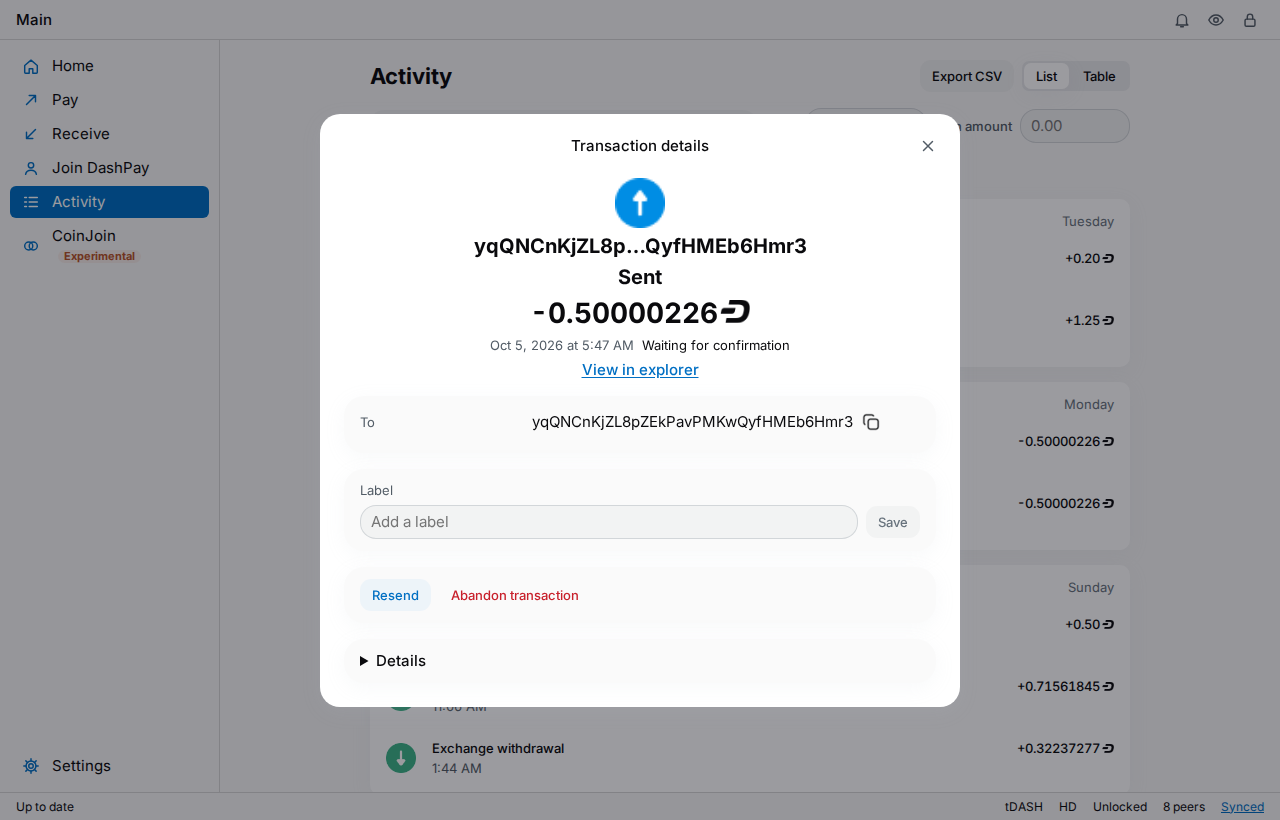 Main
Home
Pay
Receive
Join DashPay
Activity
CoinJoin
Experimental
Settings
Activity
Export CSV
List
Table
amount
0.00
Tuesday
+0.20
+1.25
Monday
-0.50000226
-0.50000226
Sunday
+0.50
+0.71561845
Exchange withdrawal
+0.32237277
1:44 AM
Transaction details
yqQNCnKjZL8p...QyfHMEb6Hmr3
Sent
-0.50000226
Oct 5, 2026 at 5:47 AM Waiting for confirmation
View in explorer
To
yqQNCnKjZL8pZEkPavPMKwQyfHMEb6Hmr3
Label
Add a label
Save
Resend
Abandon transaction
Details
Up to date
tDASH
HD
Unlocked
8 peers
Synced